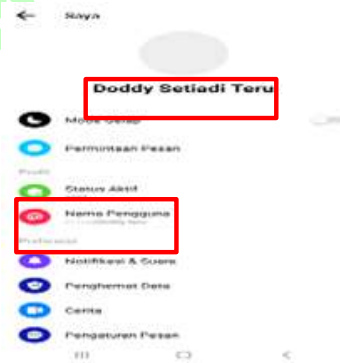 Saya
Doddy Setiadi Teru
Mode Gelap
Permintaan Pesan
Profil
Status Aktif
Nama Pengguna
Preferensi
Notifikasi & Suara
Penghemat Data
Cerita
Pengaturan Pesan